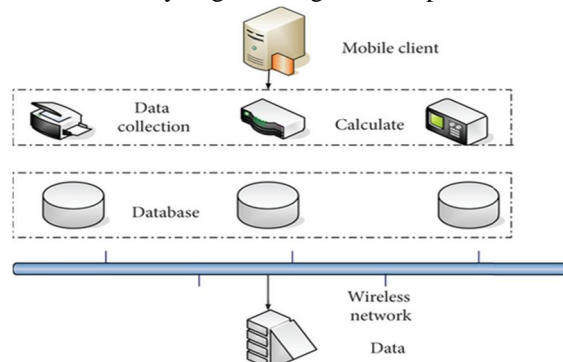 Mobile client
Data
collection
Calculate
Database
Wireless
network
Data